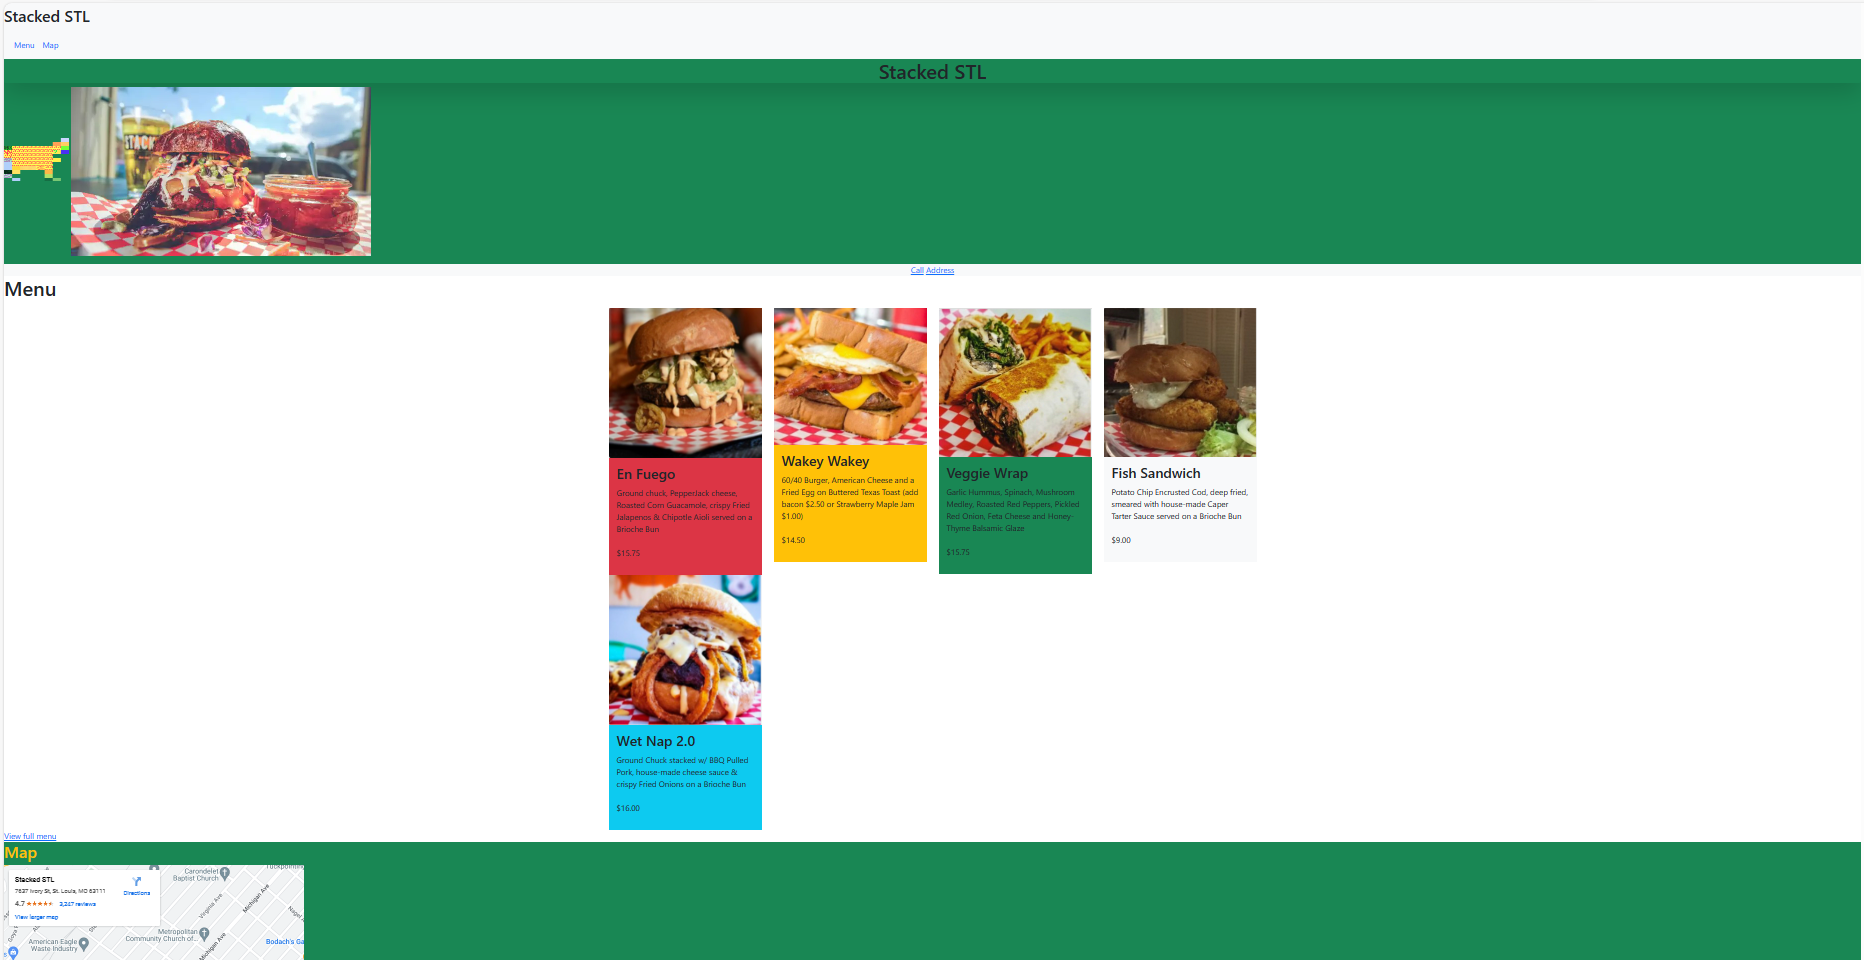 Stacked STL
Menu Map
Stacked STL
STACK
Call Address
Menu
En Fuego
Ground chuck, PepperJack cheese,
Roasted Corn Guacamole, crispy Fried
Jalapenos & Chipotle Aioli served on a
Brioche Bun
$15.75
Wakey Wakey
60/40 Burger, American Cheese and a
Fried Egg on Buttered Texas Toast (add
bacon $2.50 or Strawberry Maple Jam
$1.00)
$14.50
Veggie Wrap
Garlic Hummus, Spinach, Mushroom
Medley, Roasted Red Peppers, Pickled
Red Onion, Feta Cheese and Honey-
Thyme Balsamic Glaze
$15.75
Fish Sandwich
Potato Chip Encrusted Cod, deep fried,
smeared with house-made Caper
Tarter Sauce served on a Brioche Bun
$9.00
Wet Nap 2.0
Ground Chuck stacked w/ BBQ Pulled
Pork, house-made cheese sauce &
crispy Fried Onions on a Brioche Bun
$16.00
View full menu
Map
Stacked STL
7637 Ivory St, St. Louis, MO 63111
4.7 3,247 reviews
View larger map
Directions
Carondelet
Baptist Church
Virginia Ave
Michigan Ave
Metropolitan
Community Church of...
Michigan Ave
American Eagle
Waste Industry
Bodach's Ga